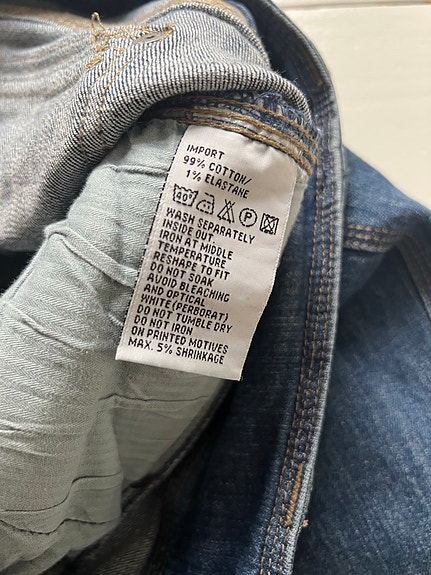 IMPORT
99% COTTON/
1% ELASTANE
40° P
WASH SEPARATELY
INSIDE OUT.
IRON AT MIDDLE
TEMPERATURE
RESHAPE TO FIT
DO NOT SOAK
AVOID BLEACHING
AND OPTICAL
WHITE(PERBORAT)
DO NOT TUMBLE DRY
DO NOT IRON
ON PRINTED MOTIVES
MAX. 5% SHRINKAGE